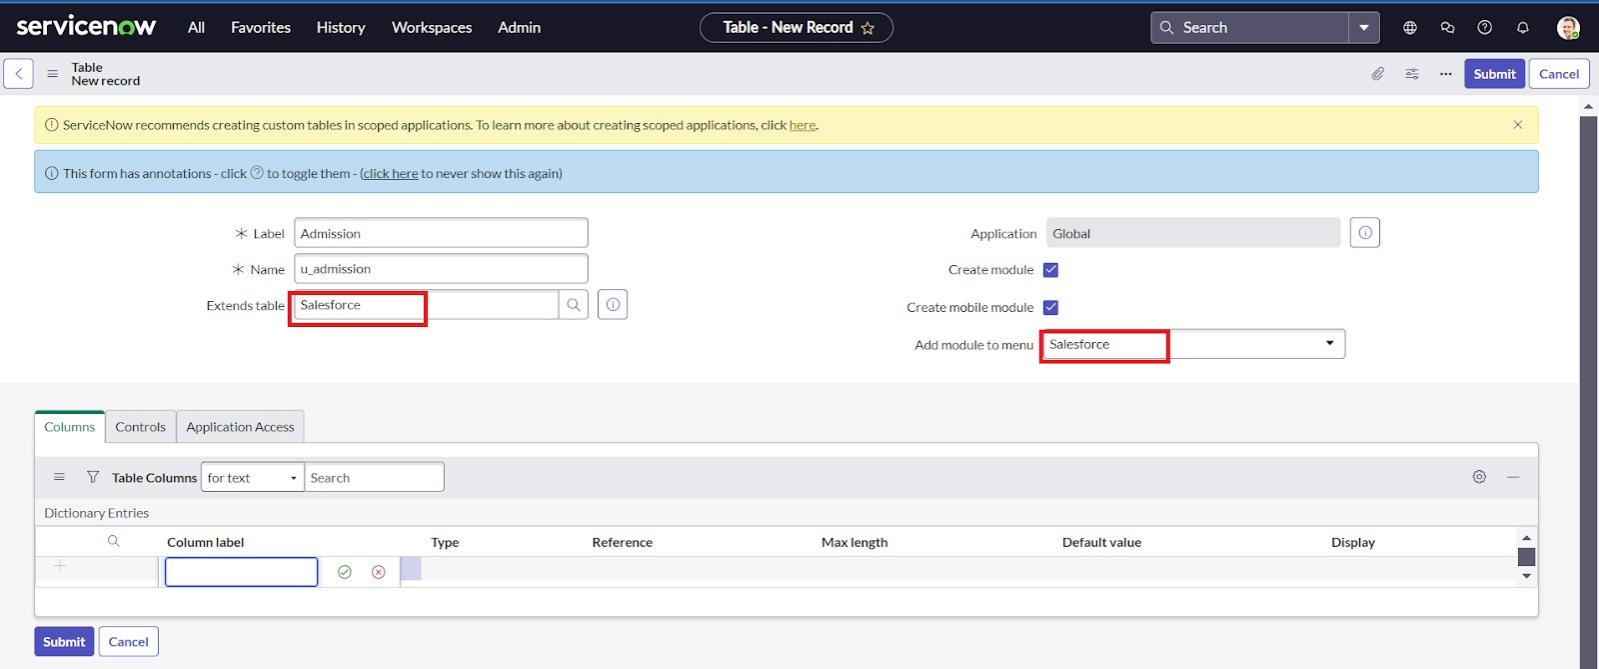 servicenow All Favorites History Workspaces Admin Table - New Record Search
Table
New record
Submit Cancel
ServiceNow recommends creating custom tables in scoped applications. To learn more about creating scoped applications, click here.
This form has annotations - click ? to toggle them - (click here to never show this again)
* Label Admission
Application Global
* Name u_admission
Create module
Extends table Salesforce
Create mobile module
Add module to menu Salesforce
Columns Controls Application Access
Table Columns for text Search
Dictionary Entries
Column label Type Reference Max length Default value Display
Submit Cancel